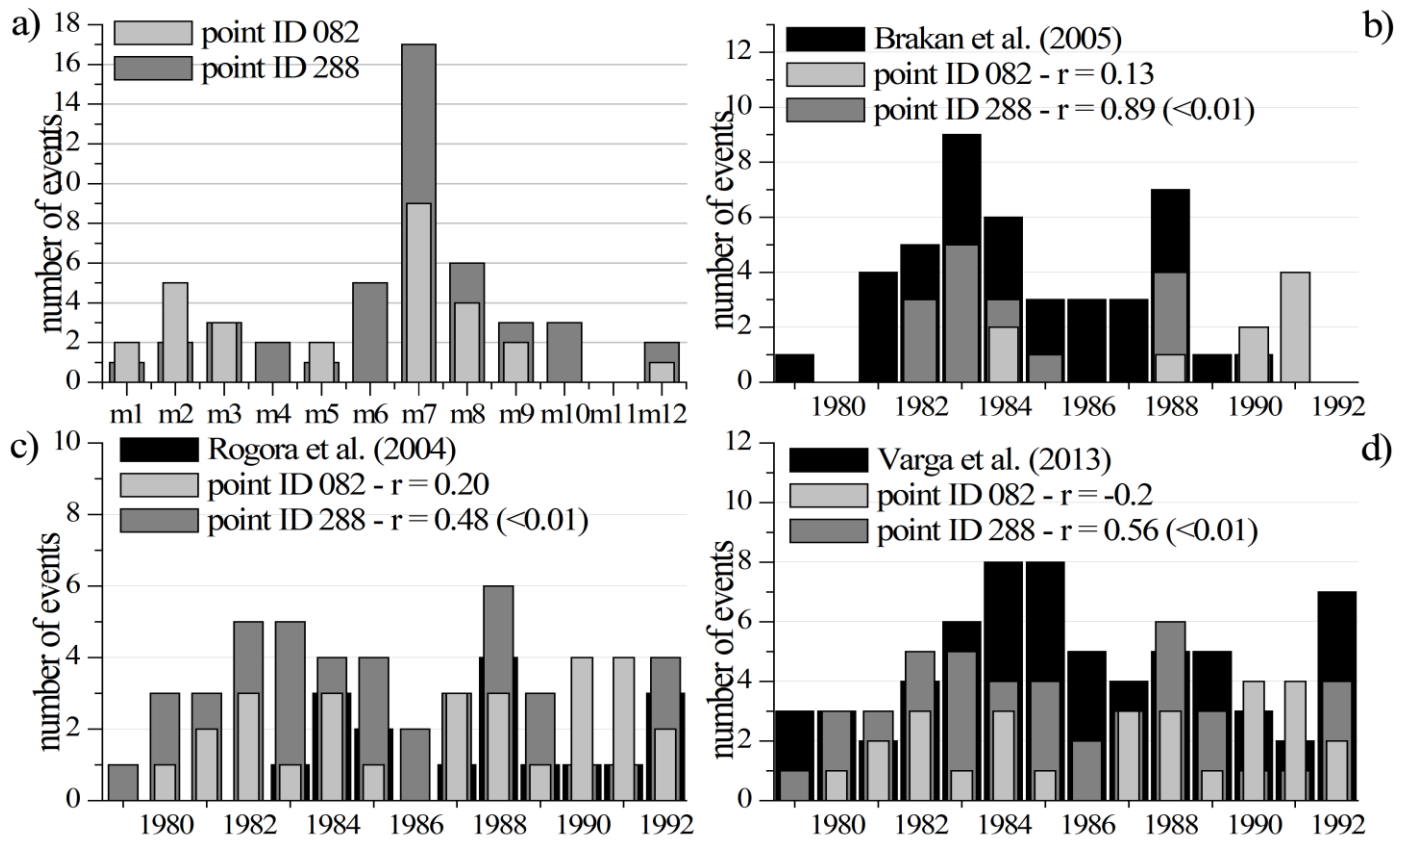 a)
18
16
14
12
10
8
6
4
2
0
number of events
point ID 082
point ID 288
m1 m2 m3 m4 m5 m6 m7 m8 m9 m10 m11 m12
b)
12
10
8
6
4
2
0
number of events
Brakan et al. (2005)
point ID 082 - r = 0.13
point ID 288 - r = 0.89 (<0.01)
1980 1982 1984 1986 1988 1990 1992
c)
10
8
6
4
2
0
number of events
Rogora et al. (2004)
point ID 082 - r = 0.20
point ID 288 - r = 0.48 (<0.01)
1980 1982 1984 1986 1988 1990 1992
d)
12
10
8
6
4
2
0
number of events
Varga et al. (2013)
point ID 082 - r = -0.2
point ID 288 - r = 0.56 (<0.01)
1980 1982 1984 1986 1988 1990 1992